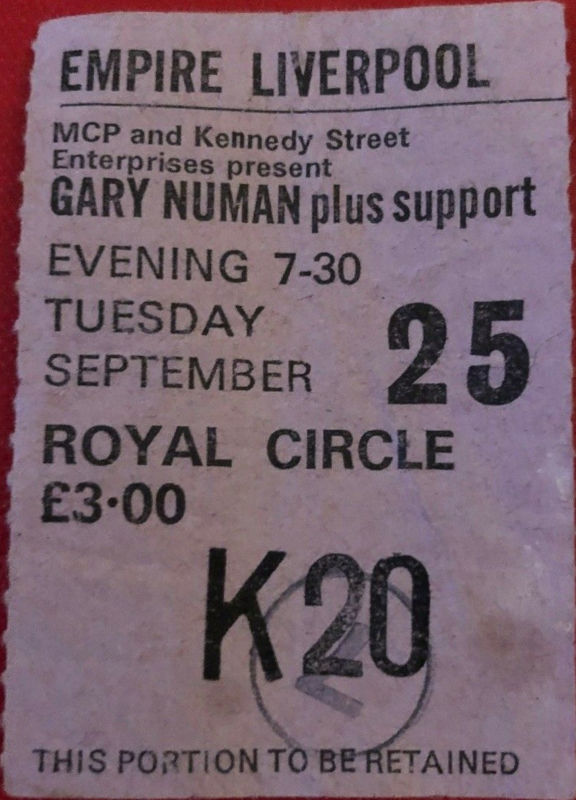 EMPIRE LIVERPOOL
MCP and Kennedy Street
Enterprises present
GARY NUMAN plus support
EVENING 7-30
TUESDAY
SEPTEMBER 25
ROYAL CIRCLE
£3·00
K20
THIS PORTION TO BE RETAINED